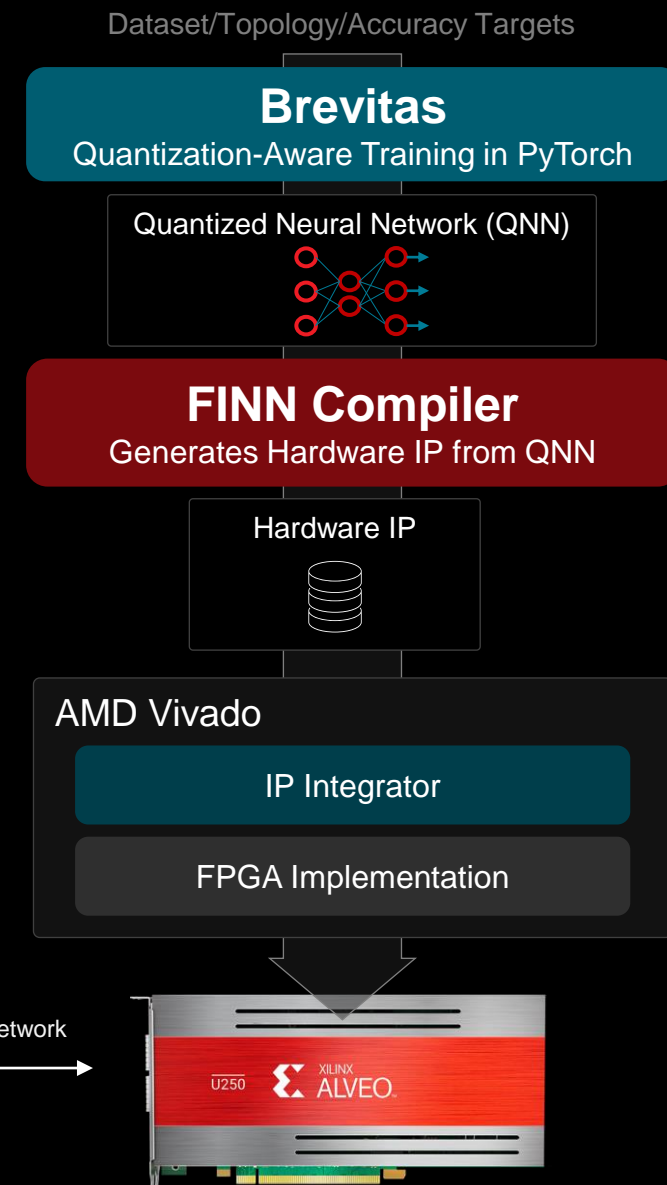 Dataset/Topology/Accuracy Targets
Brevitas
Quantization-Aware Training in PyTorch
Quantized Neural Network (QNN)
FINN Compiler
Generates Hardware IP from QNN
Hardware IP
AMD Vivado
IP Integrator
FPGA Implementation
etwork
U250
XILINX
ALVEO